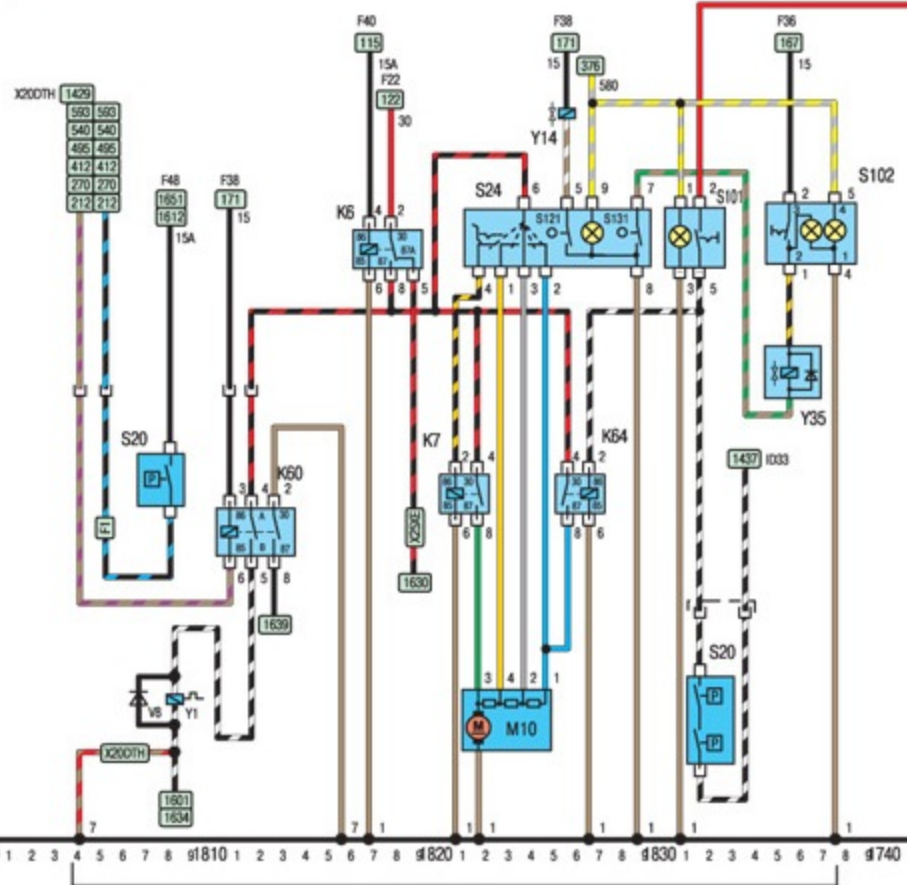 F40
115
15A
F22
122
30
F38
171
15
376
580
Y14
F36
167
15
X20DTH
1429
593 593
540 540
495 495
412 412
270 270
212 212
F48
1651
1612
15A
F38
171
15
K6
4 2
86 30
87A
85 87
6 8 5
S24
6 5 9 7
S121 S131
4 1 3 2 8
1 2
S101
3 5
2 5
S102
2 4
2 1
1 4
Y35
S20
P
F1
K60
3 4 2
86 A 30
85 B 87
6 5 8
1639
X25XE
1630
K7
2 4
86 30
85 87
6 8
K64
4 2
30 86
87 85
8 6
1437 ID33
S20
P
P
V8
Y1
X20DTH
1601
1634
3 4 2 1
M
M10
7 7 1 1 1 1 1 1 1
1 2 3 4 5 6 7 8 9 1810 1 2 3 4 5 6 7 8 9 1820 1 2 3 4 5 6 7 8 9 1830 1 2 3 4 5 6 7 8 9 1740